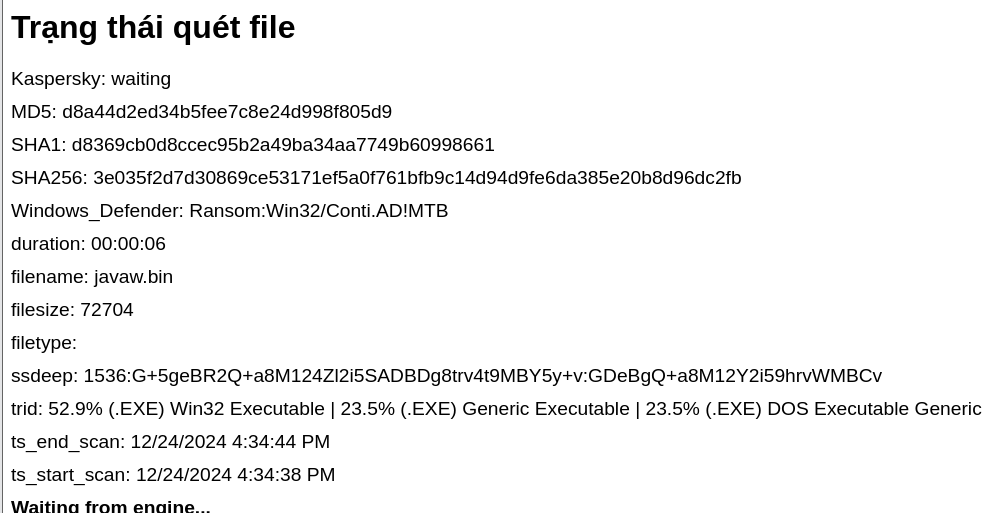 Trạng thái quét file
Kaspersky: waiting
MD5: d8a44d2ed34b5fee7c8e24d998f805d9
SHA1: d8369cb0d8ccec95b2a49ba34aa7749b60998661
SHA256: 3e035f2d7d30869ce53171ef5a0f761bfb9c14d94d9fe6da385e20b8d96dc2fb
Windows_Defender: Ransom:Win32/Conti.AD!MTB
duration: 00:00:06
filename: javaw.bin
filesize: 72704
filetype:
ssdeep: 1536:G+5geBR2Q+a8M124Zl2i5SADBDg8trv4t9MBY5y+v:GDeBgQ+a8M12Y2i59hrvWMBCv
trid: 52.9% (.EXE) Win32 Executable | 23.5% (.EXE) Generic Executable | 23.5% (.EXE) DOS Executable Generic
ts_end_scan: 12/24/2024 4:34:44 PM
ts_start_scan: 12/24/2024 4:34:38 PM
Waiting from engine...